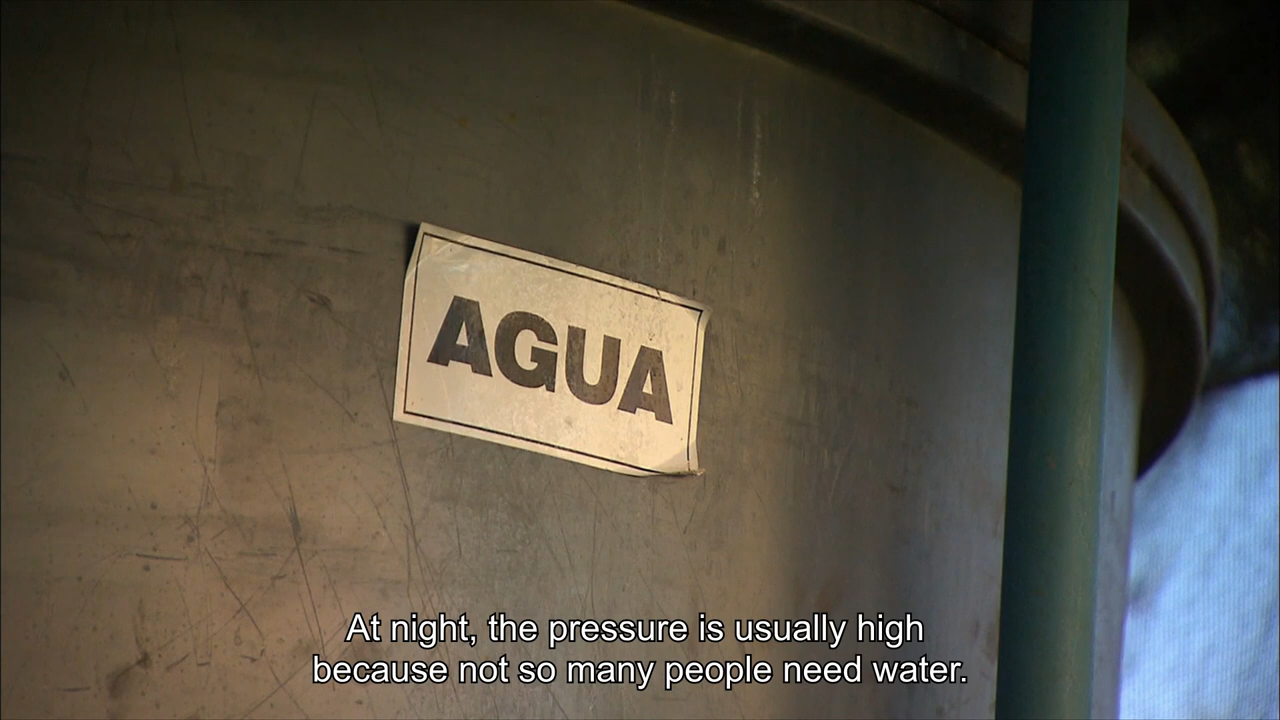 AGUA
At night, the pressure is usually high
because not so many people need water.